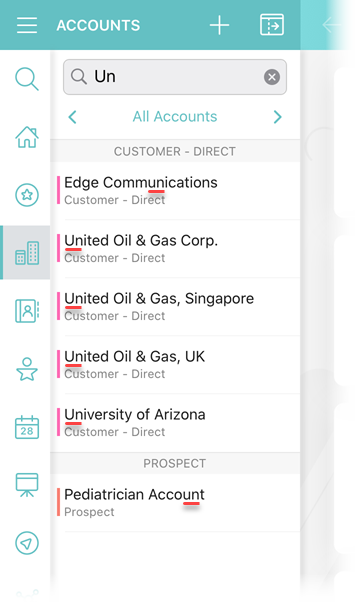 ACCOUNTS
Un
All Accounts
CUSTOMER - DIRECT
Edge Communications
Customer - Direct
United Oil & Gas Corp.
Customer - Direct
United Oil & Gas, Singapore
Customer - Direct
United Oil & Gas, UK
Customer - Direct
University of Arizona
Customer - Direct
28
PROSPECT
Pediatrician Account
Prospect